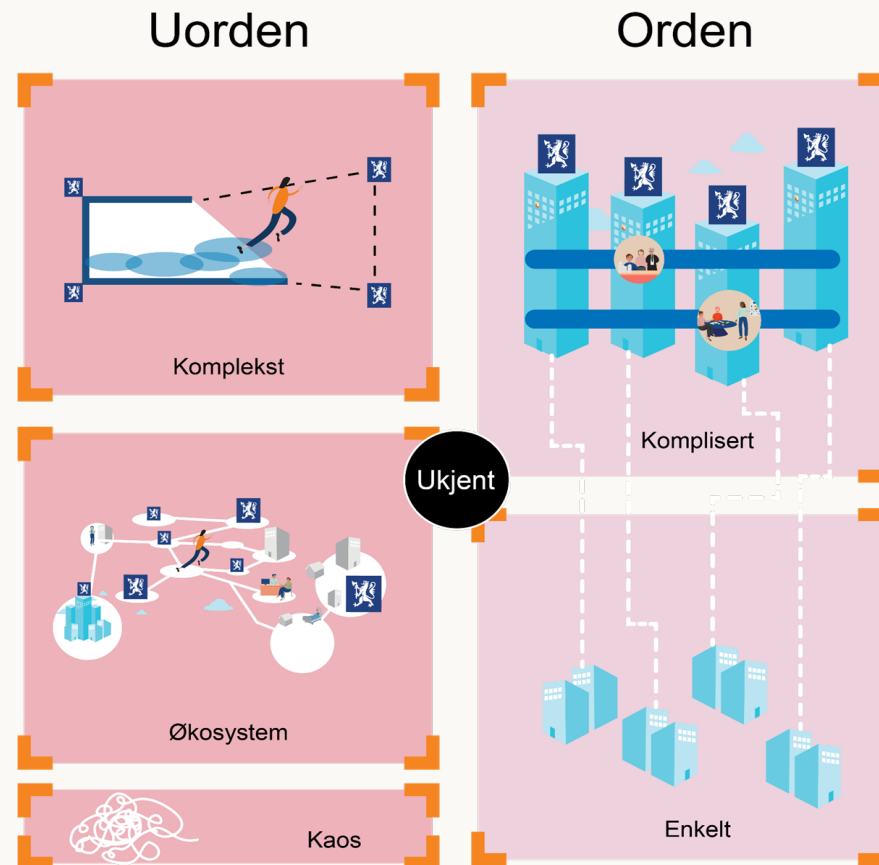 Uorden
Orden
Komplekst
Komplisert
Ukjent
Økosystem
Enkelt
Kaos